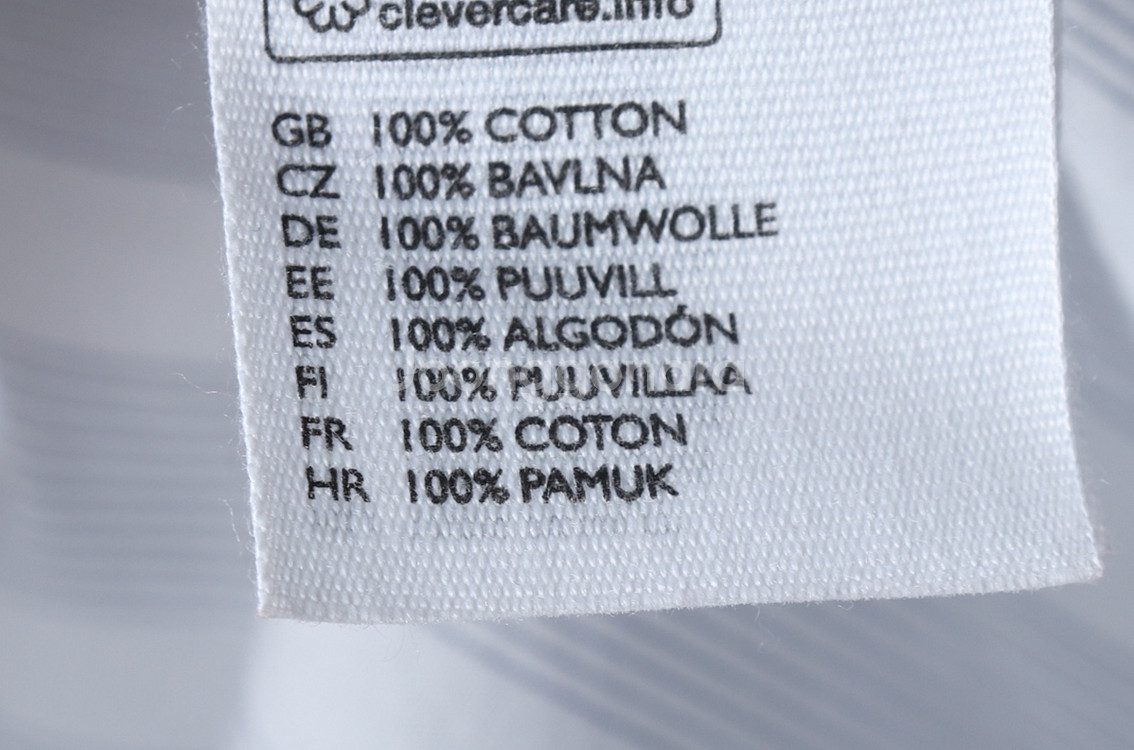 clevercare.info
GB 100% COTTON
CZ 100% BAVLNA
DE 100% BAUMWOLLE
EE 100% PUUVILL
ES 100% ALGODÓN
FI 100% PUUVILLAA
FR 100% COTON
HR 100% PAMUK